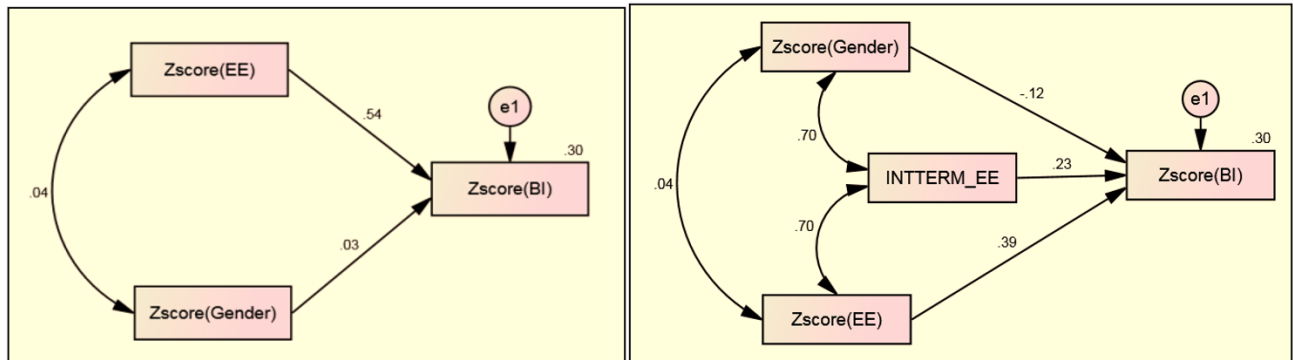 Zscore(EE)
.54
e1
.30
.04
Zscore(BI)
.03
Zscore(Gender)
Zscore(Gender)
-.12
e1
.70
.30
.04
INTTERM_EE
.23
Zscore(BI)
.70
.39
Zscore(EE)